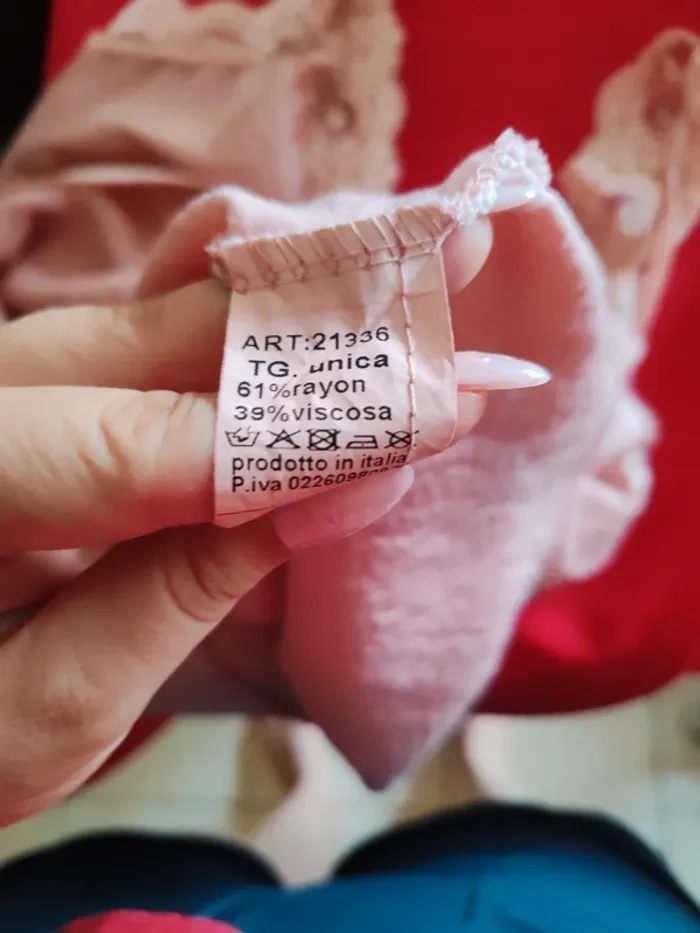 ART:21336
TG. unica
61%rayon
39%viscosa
prodotto in italia
P.iva